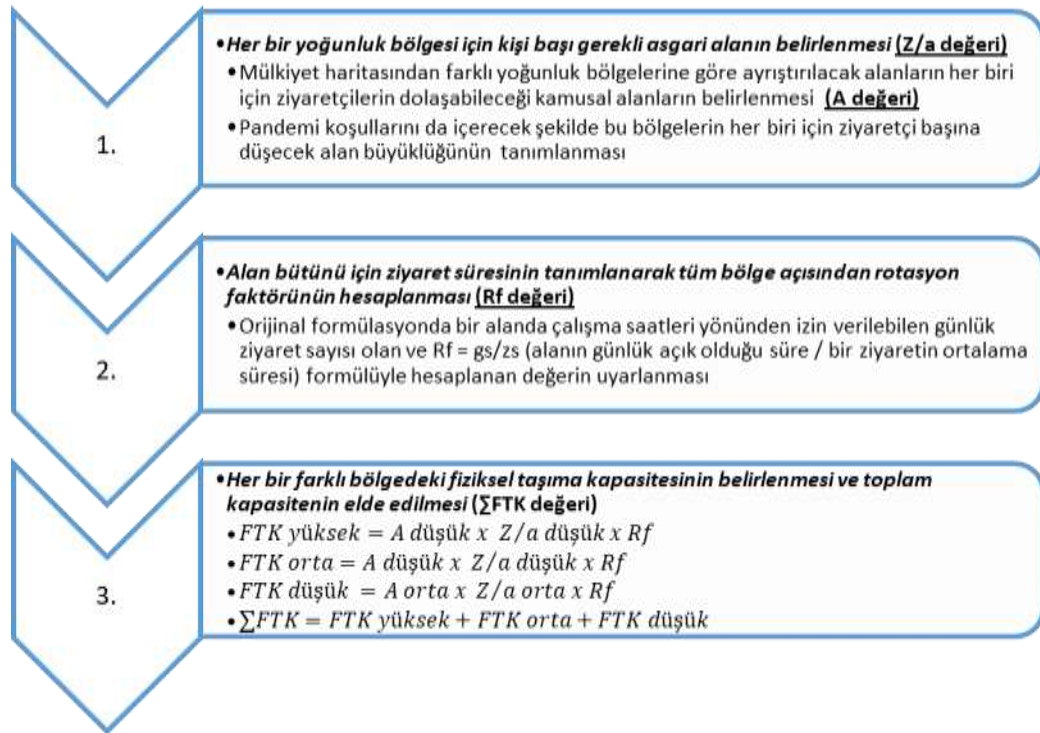 1.
•Her bir yoğunluk bölgesi için kişi başı gerekli asgari alanın belirlenmesi (Z/a değeri)
•Mülkiyet haritasından farklı yoğunluk bölgelerine göre ayrıştırılacak alanların her biri
için ziyaretçilerin dolaşabileceği kamusal alanların belirlenmesi (A değeri)
•Pandemi koşullarını da içerecek şekilde bu bölgelerin her biri için ziyaretçi başına
düşecek alan büyüklüğünün tanımlanması
2.
•Alan bütünü için ziyaret süresinin tanımlanarak tüm bölge açısından rotasyon
faktörünün hesaplanması (Rf değeri)
•Orijinal formülasyonda bir alanda çalışma saatleri yönünden izin verilebilen günlük
ziyaret sayısı olan ve Rf = gs/zs (alanın günlük açık olduğu süre / bir ziyaretin ortalama
süresi) formülüyle hesaplanan değerin uyarlanması
3.
•Her bir farklı bölgedeki fiziksel taşıma kapasitesinin belirlenmesi ve toplam
kapasitenin elde edilmesi (∑FTK değeri)
•FTK yüksek = A düşük x Z/a düşük x Rf
•FTK orta = A düşük x Z/a düşük x Rf
•FTK düşük = A orta x Z/a orta x Rf
•∑FTK = FTK yüksek + FTK orta + FTK düşük